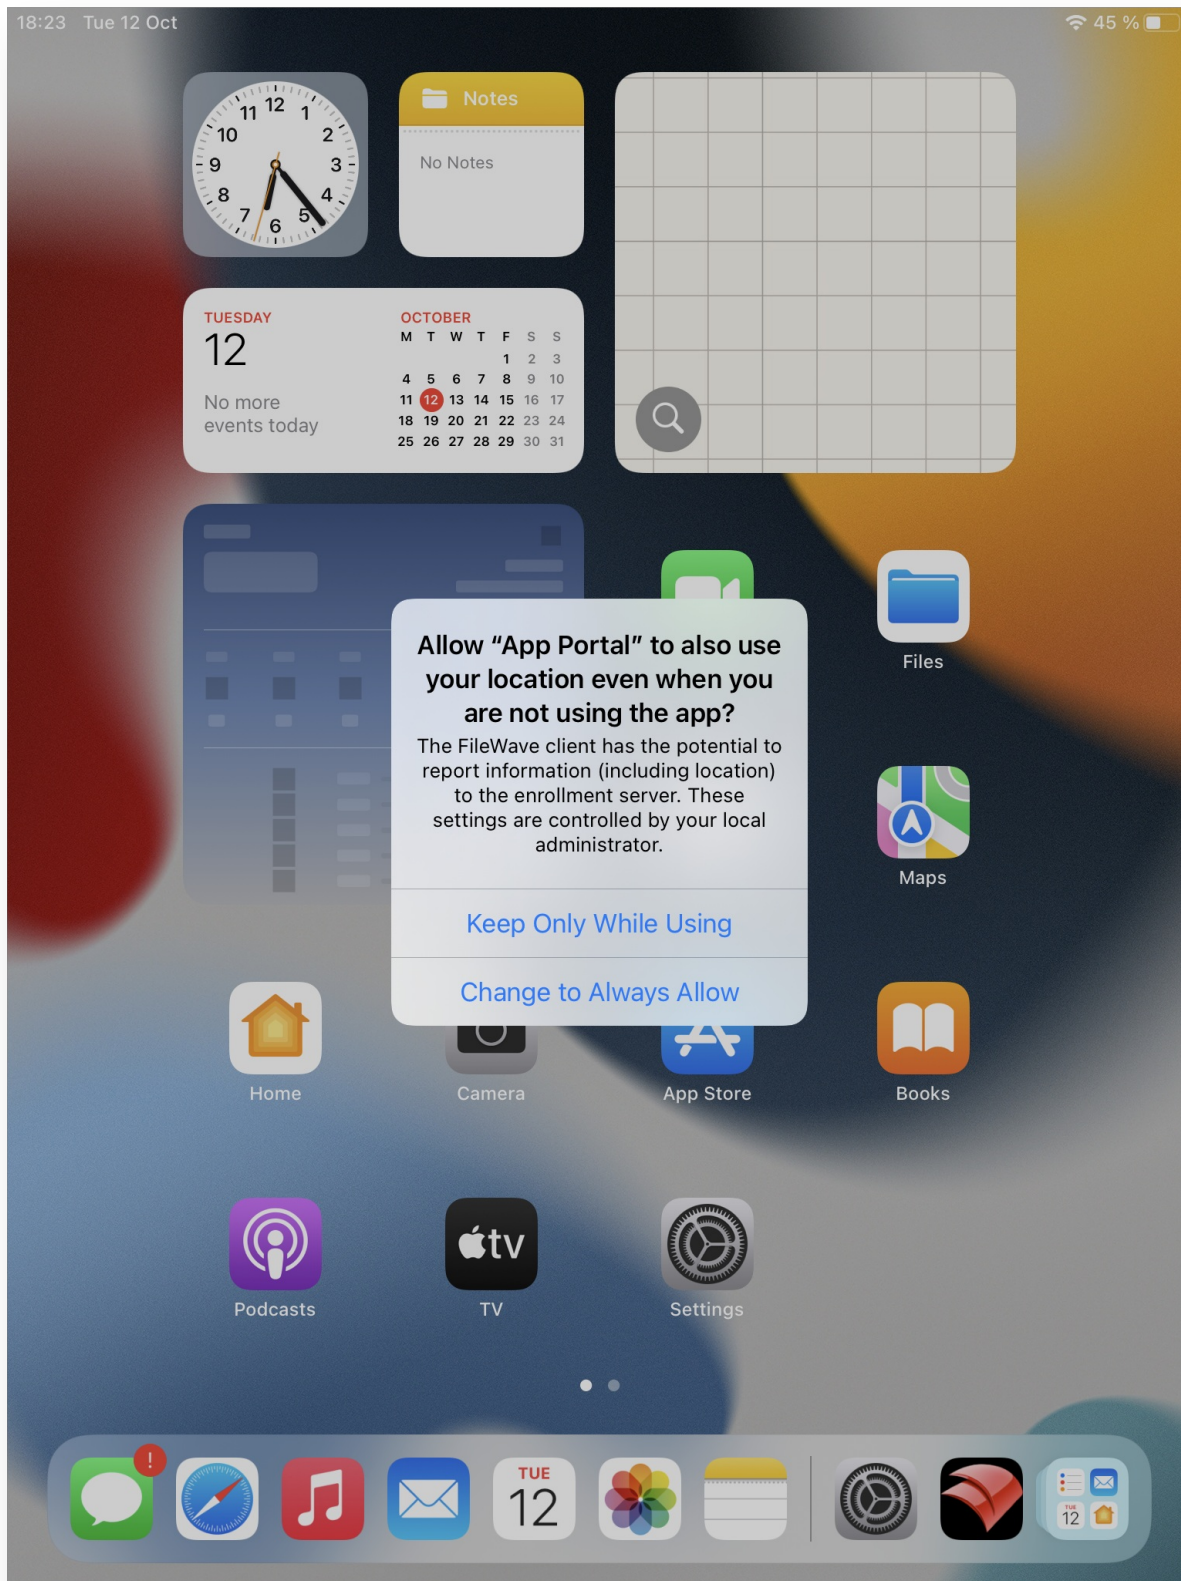 18:23 Tue 12 Oct
45 %
12
11 1
10 2
9 3
8 4
7 5
6
Notes
No Notes
TUESDAY
12
No more
events today
OCTOBER
M T W T F S S
1 2 3
4 5 6 7 8 9 10
11 12 13 14 15 16 17
18 19 20 21 22 23 24
25 26 27 28 29 30 31
Files
Allow “App Portal” to also use
your location even when you
are not using the app?
The FileWave client has the potential to
report information (including location)
to the enrollment server. These
settings are controlled by your local
administrator.
Keep Only While Using
Change to Always Allow
Maps
Home
Camera
App Store
Books
tv
Podcasts
TV
Settings
!
TUE
12
TUE
12